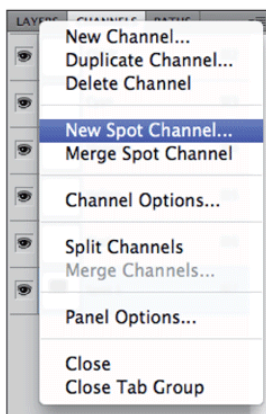 LAYERS CHANNELS PATHS
New Channel...
Duplicate Channel...
Delete Channel
New Spot Channel...
Merge Spot Channel
Channel Options...
Split Channels
Merge Channels...
Panel Options...
Close
Close Tab Group